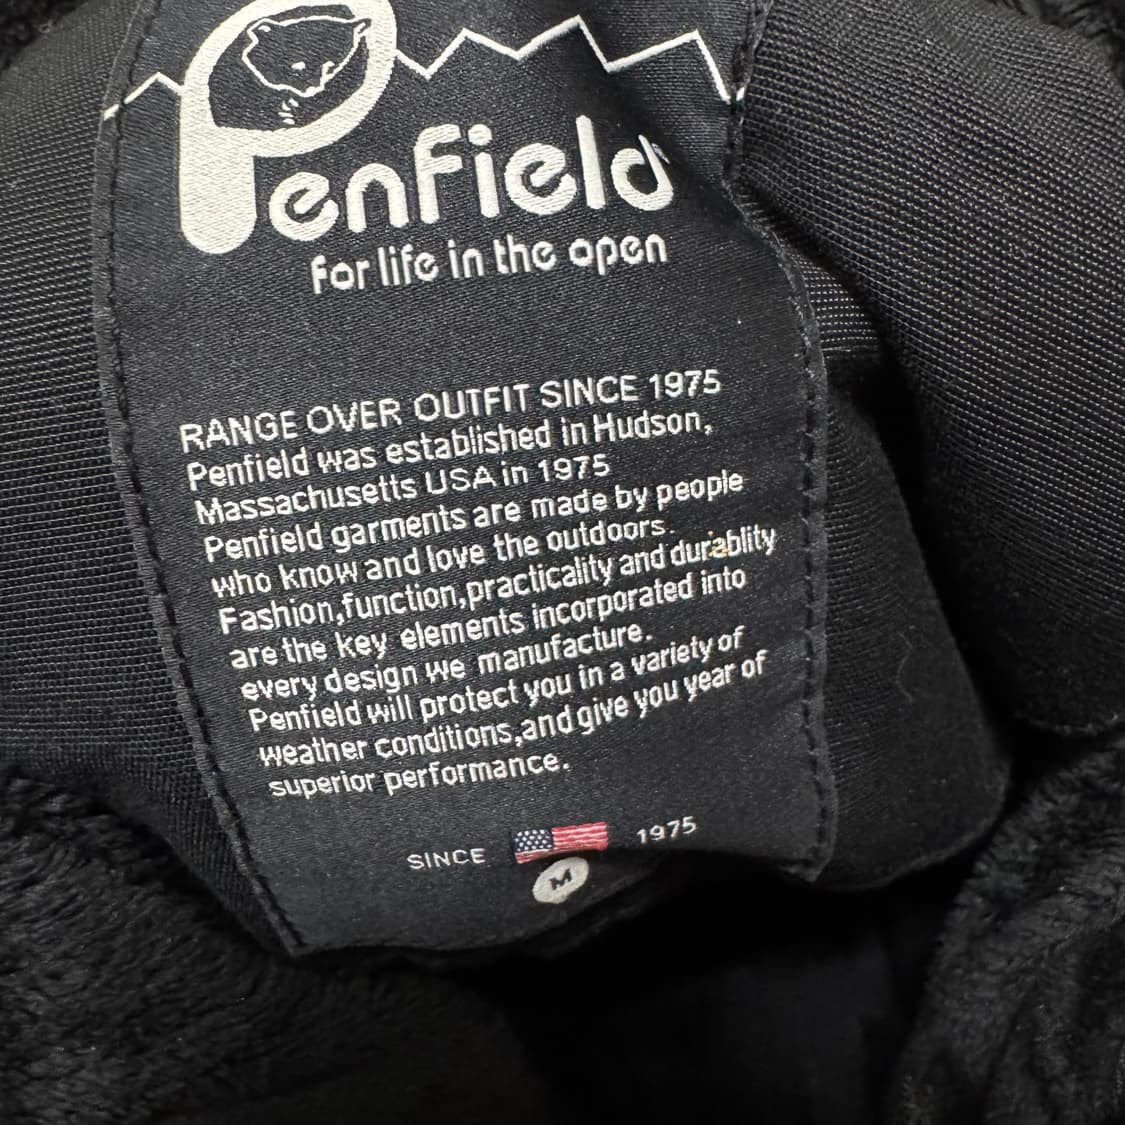 Penfield
for life in the open
RANGE OVER OUTFIT SINCE 1975
Penfield was established in Hudson,
Massachusetts USA in 1975
Penfield garments are made by people
who know and love the outdoors.
Fashion,function,practicality and durablity
are the key elements incorporated into
every design we manufacture.
Penfield will protect you in a variety of
weather conditions,and give you year of
superior performance.
SINCE 1975
M